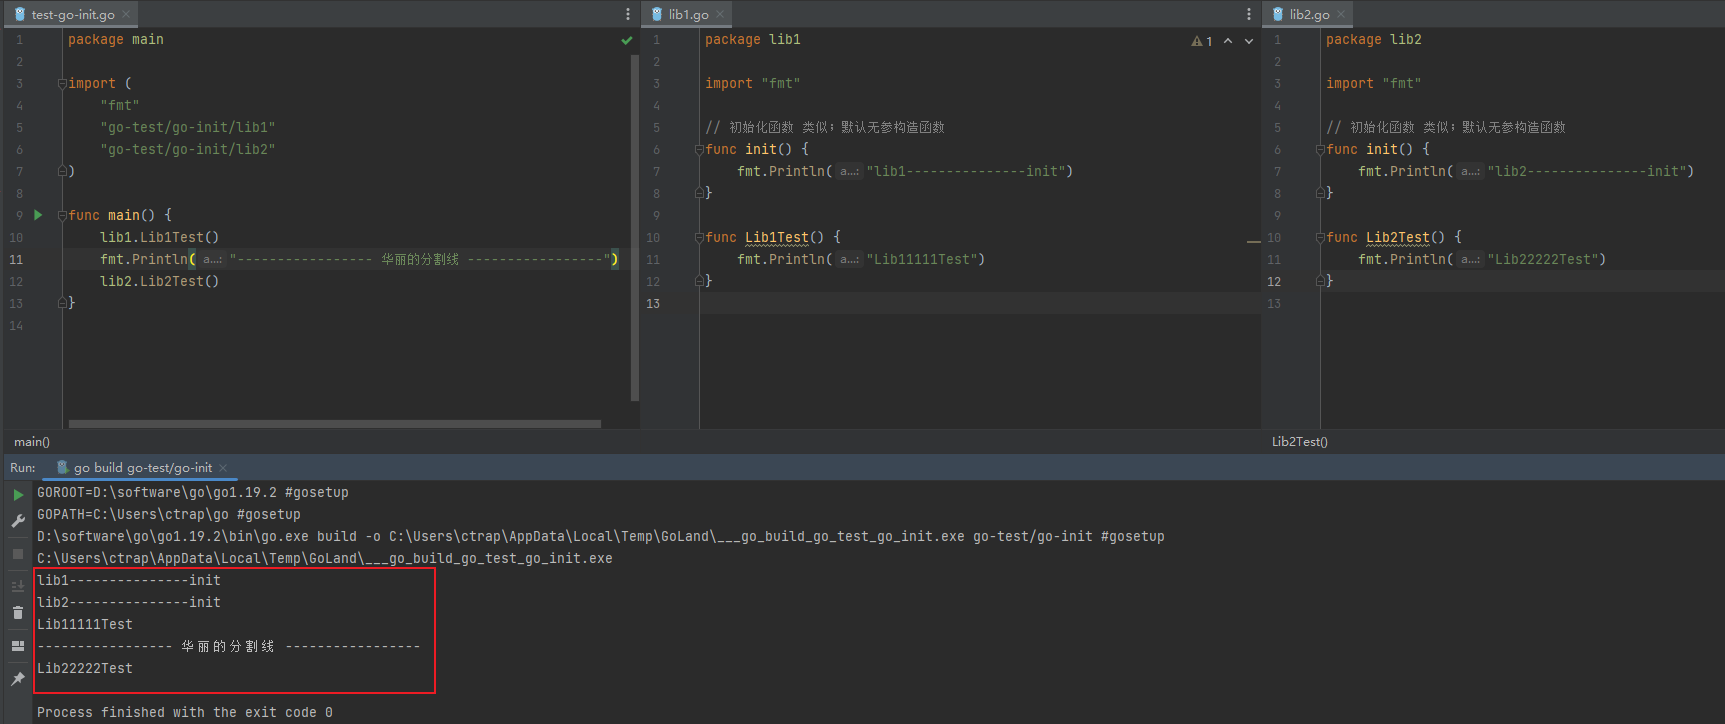 test-go-init.go
1 package main
2
3 import (
4 "fmt"
5 "go-test/go-init/lib1"
6 "go-test/go-init/lib2"
7 )
8
9 func main() {
10 lib1.Lib1Test()
11 fmt.Println( a…: "----------------- 华丽的分割线 -----------------")
12 lib2.Lib2Test()
13 }
14
main()
lib1.go
1 package lib1
1
2
3 import "fmt"
4
5 // 初始化函数 类似：默认无参构造函数
6 func init() {
7 fmt.Println( a…: "lib1---------------init")
8 }
9
10 func Lib1Test() {
11 fmt.Println( a…: "Lib11111Test")
12 }
13
lib2.go
1 package lib2
2
3 import "fmt"
4
5 // 初始化函数 类似：默认无参构造函数
6 func init() {
7 fmt.Println( a…: "lib2---------------init")
8 }
9
10 func Lib2Test() {
11 fmt.Println( a…: "Lib22222Test")
12 }
13
Lib2Test()
Run: go build go-test/go-init
GOROOT=D:\software\go\go1.19.2 #gosetup
GOPATH=C:\Users\ctrap\go #gosetup
D:\software\go\go1.19.2\bin\go.exe build -o C:\Users\ctrap\AppData\Local\Temp\GoLand\___go_build_go_test_go_init.exe go-test/go-init #gosetup
C:\Users\ctrap\AppData\Local\Temp\GoLand\___go_build_go_test_go_init.exe
lib1---------------init
lib2---------------init
Lib11111Test
----------------- 华丽的分割线 -----------------
Lib22222Test
Process finished with the exit code 0